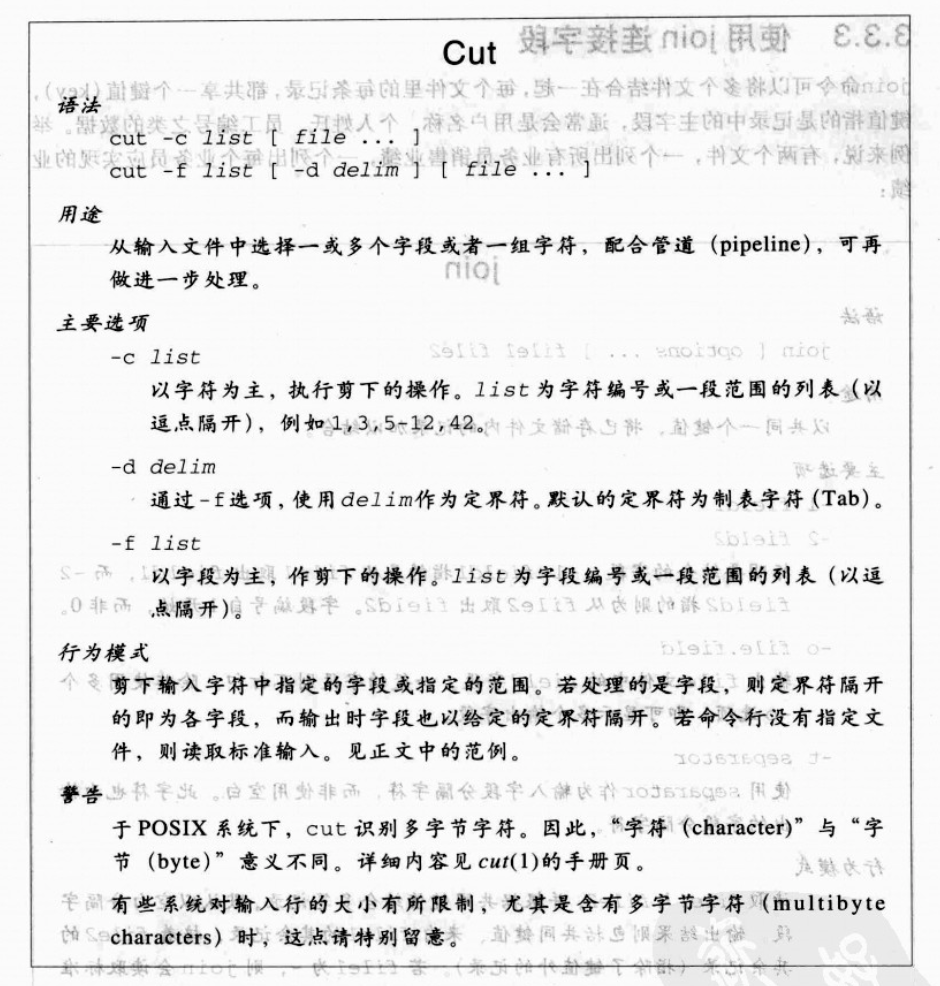 Cut
语法
cut -c list [ file ... ]
cut -f list [ -d delim ] [ file ... ]
用途
从输入文件中选择一或多个字段或者一组字符，配合管道（pipeline），可再
做进一步处理。
主要选项
-c list
以字符为主，执行剪下的操作。list为字符编号或一段范围的列表（以
逗点隔开），例如1,3,5-12,42。
-d delim
通过-f选项，使用delim作为定界符。默认的定界符为制表字符(Tab)。
-f list
以字段为主，作剪下的操作。list为字段编号或一段范围的列表（以逗
点隔开）。
行为模式
剪下输入字符中指定的字段或指定的范围。若处理的是字段，则定界符隔开
的即为各字段，而输出时字段也以给定的定界符隔开。若命令行没有指定文
件，则读取标准输入。见正文中的范例。
警告
于POSIX系统下，cut识别多字节字符。因此，“字符（character）”与“字
节（byte）”意义不同。详细内容见cut(1)的手册页。
有些系统对输入行的大小有所限制，尤其是含有多字节字符（multibyte
characters）时，这点请特别留意。